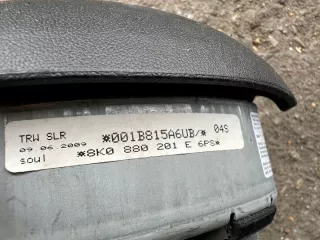 TRW SLR *001B815A6UB/* 04S
09.06.2009
soul *8K0 880 201 E 6PS*